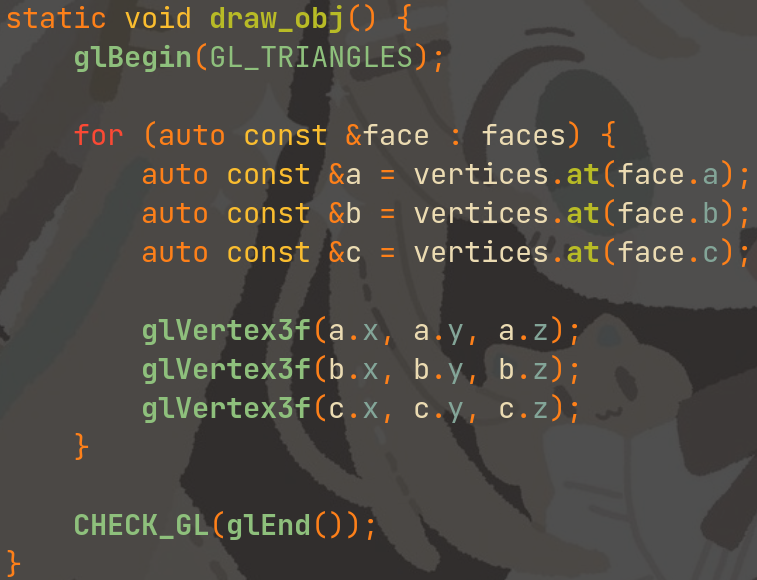 static void draw_obj() {
    glBegin(GL_TRIANGLES);

    for (auto const &face : faces) {
        auto const &a = vertices.at(face.a);
        auto const &b = vertices.at(face.b);
        auto const &c = vertices.at(face.c);

        glVertex3f(a.x, a.y, a.z);
        glVertex3f(b.x, b.y, b.z);
        glVertex3f(c.x, c.y, c.z);
    }

    CHECK_GL(glEnd());
}